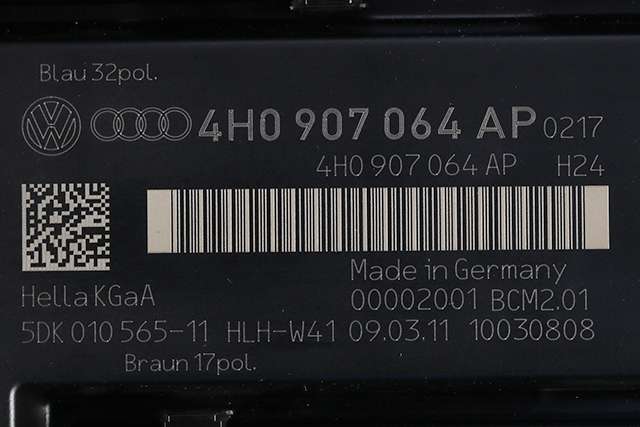 Blau 32pol.
4H0 907 064 AP 0217
4H0 907 064 AP H24
Made in Germany
Hella KGaA 00002001 BCM2.01
5DK 010 565-11 HLH-W41 09.03.11 10030808
Braun 17pol.